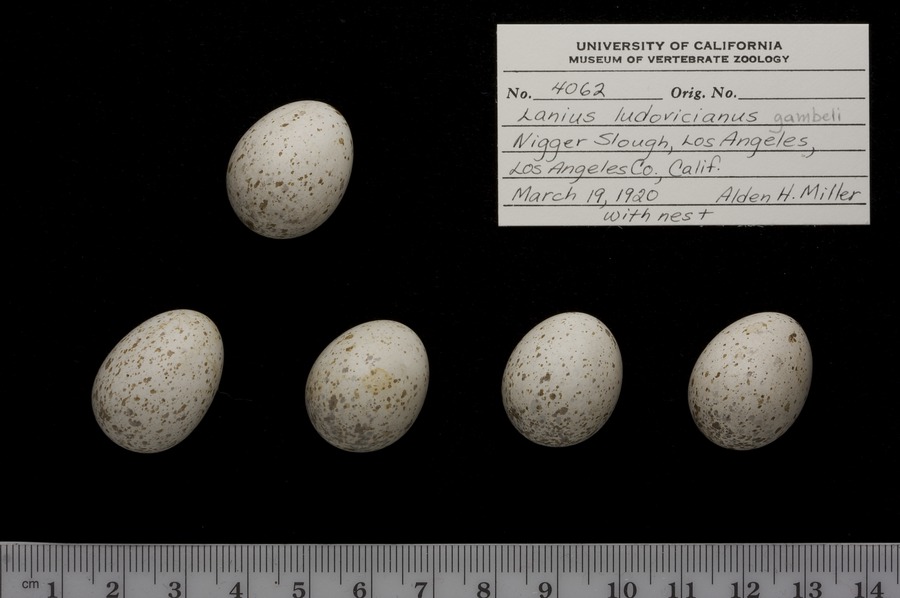 UNIVERSITY OF CALIFORNIA
MUSEUM OF VERTEBRATE ZOOLOGY
No. 4062 Orig. No.
Lanius ludovicianus gambeli
Nigger Slough, Los Angeles,
Los Angeles Co., Calif.
March 19, 1920 Alden H. Miller
with nest
cm 1 2 3 4 5 6 7 8 9 10 11 12 13 14